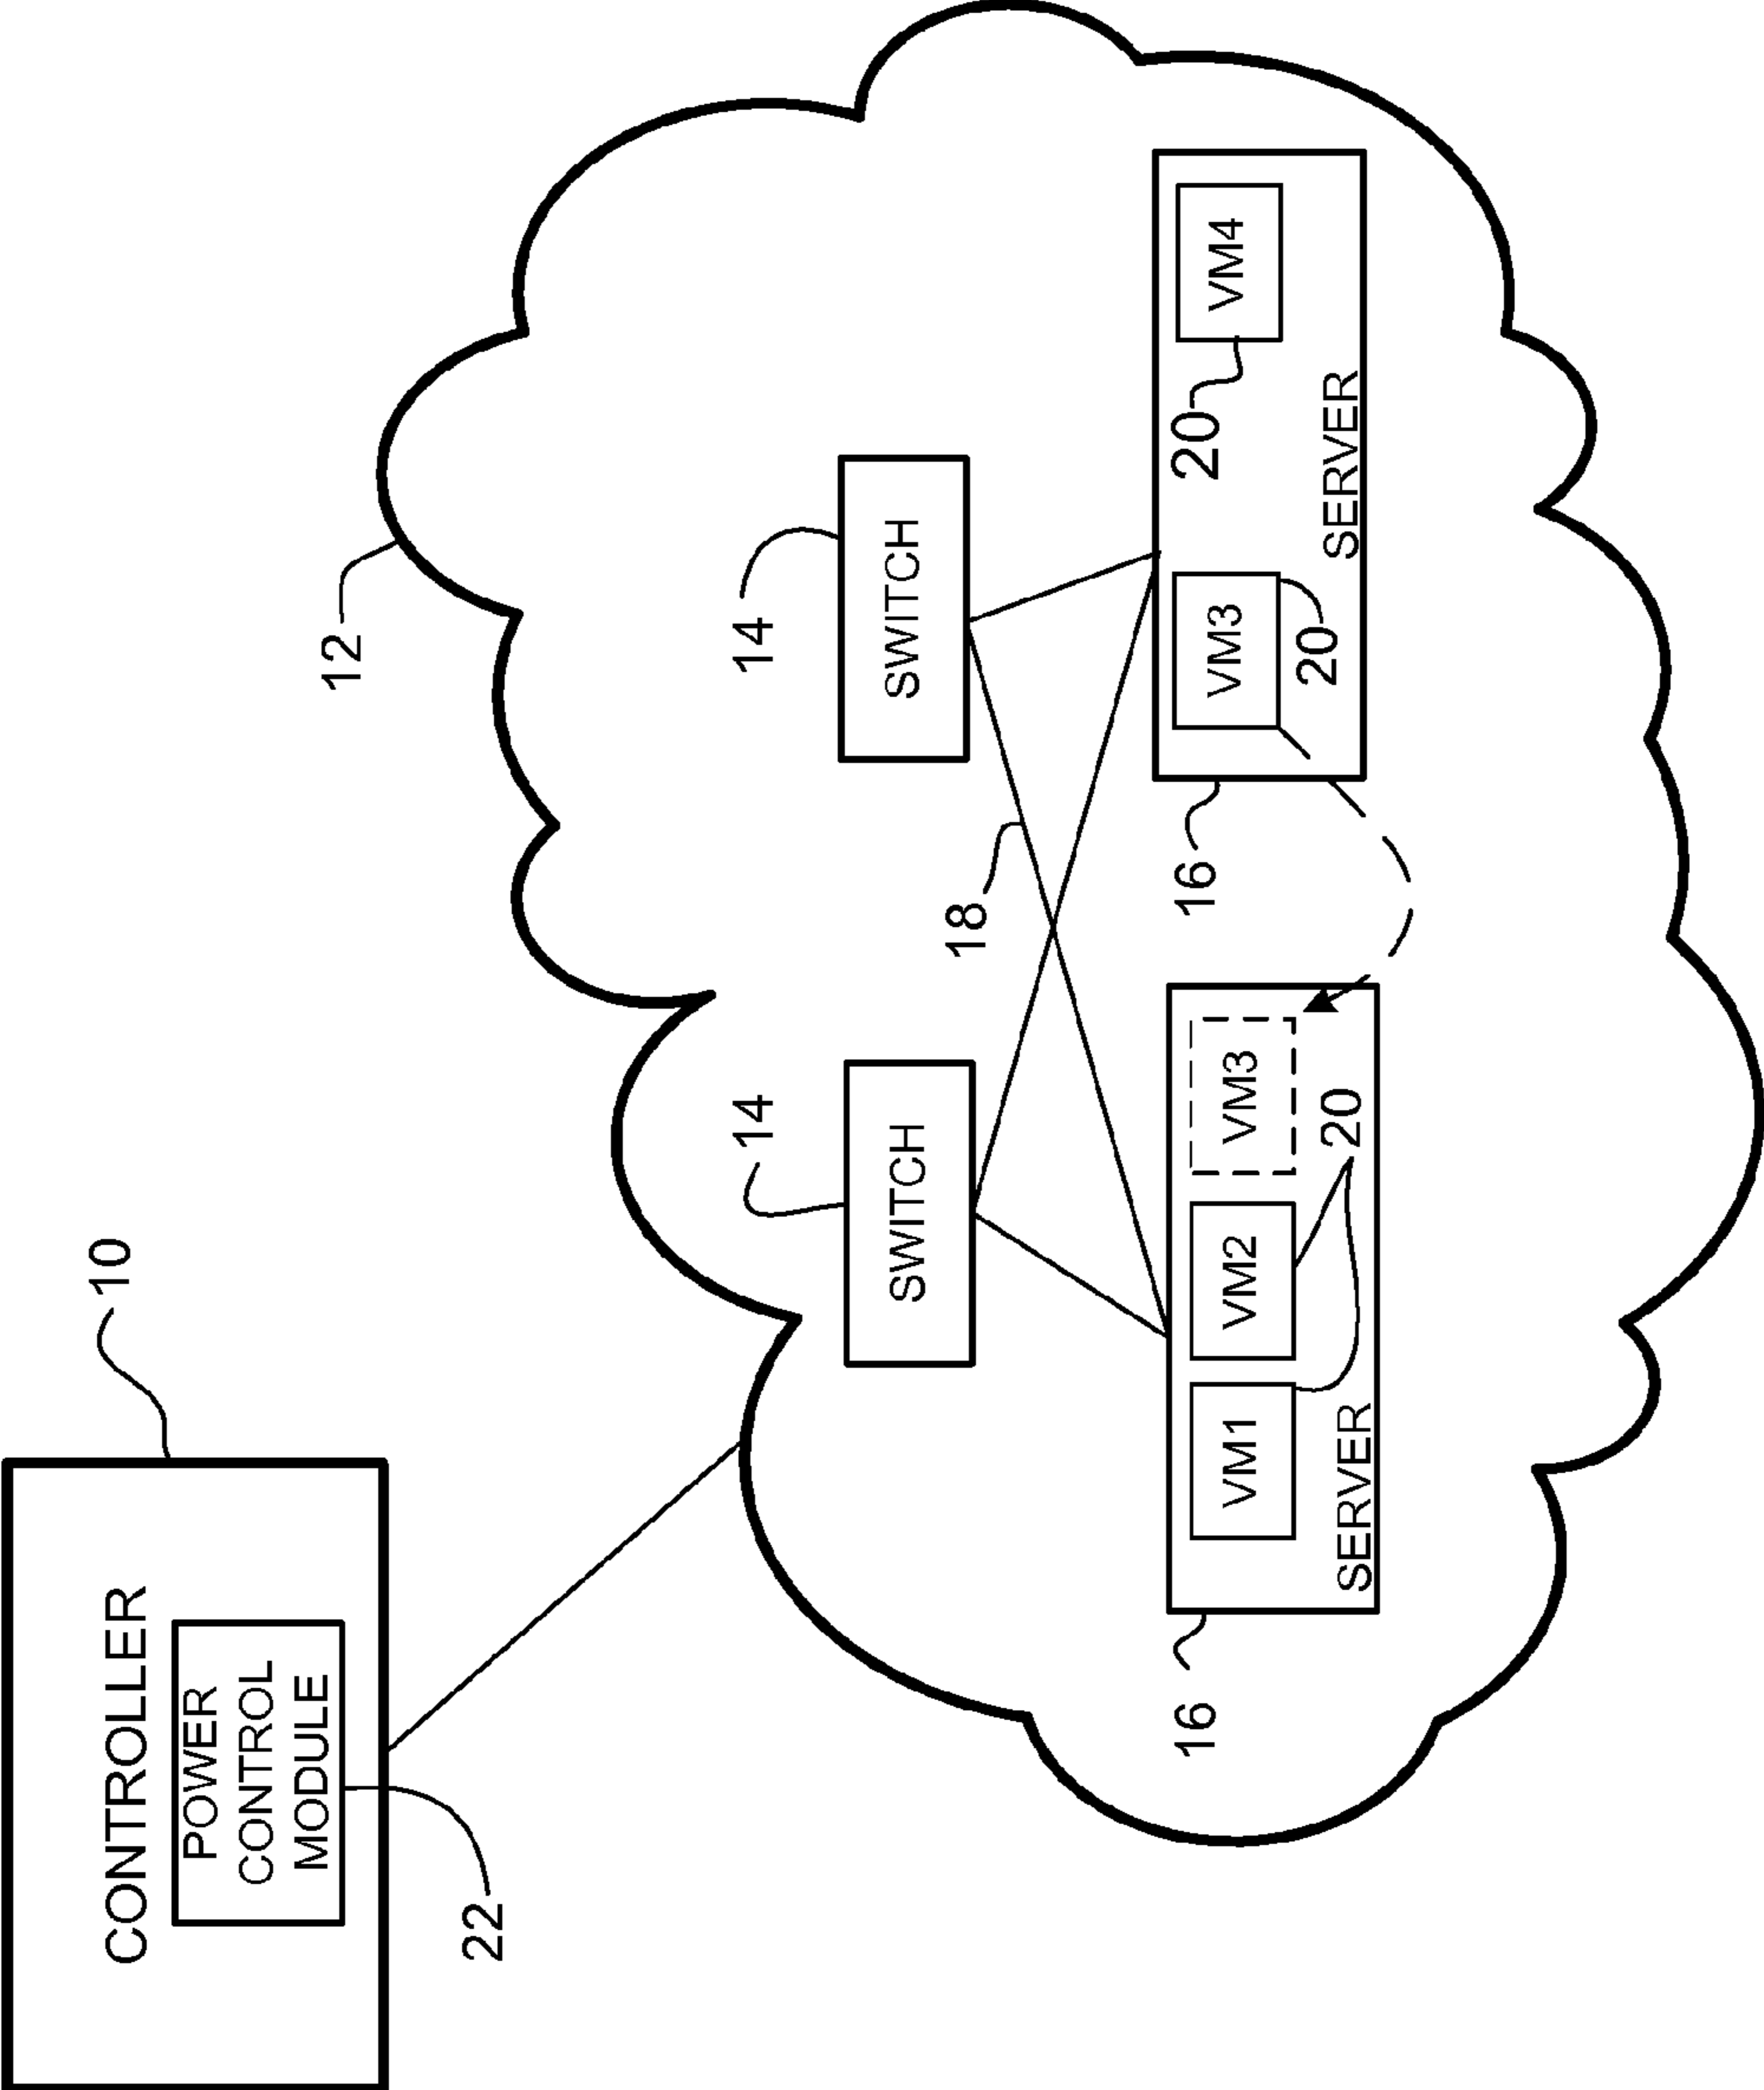 CONTROLLER
POWER
CONTROL
MODULE
10
22
12
14
SWITCH
14
SWITCH
18
16
VM1
VM2
VM3
20
SERVER
16
VM3
20
20
VM4
SERVER